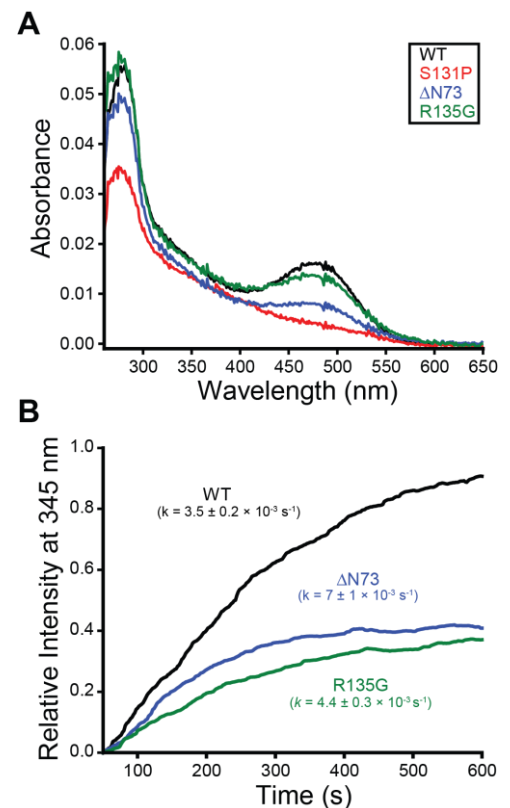 A
WT
S131P
ΔN73
R135G
Absorbance
0.06
0.05
0.04
0.03
0.02
0.01
0.00
300 350 400 450 500 550 600 650
Wavelength (nm)
B
Relative Intensity at 345 nm
1.0
0.8
0.6
0.4
0.2
0.0
WT
(k = 3.5 ± 0.2 × 10⁻³ s⁻¹)
ΔN73
(k = 7 ± 1 × 10⁻³ s⁻¹)
R135G
(k = 4.4 ± 0.3 × 10⁻³ s⁻¹)
100 200 300 400 500 600
Time (s)